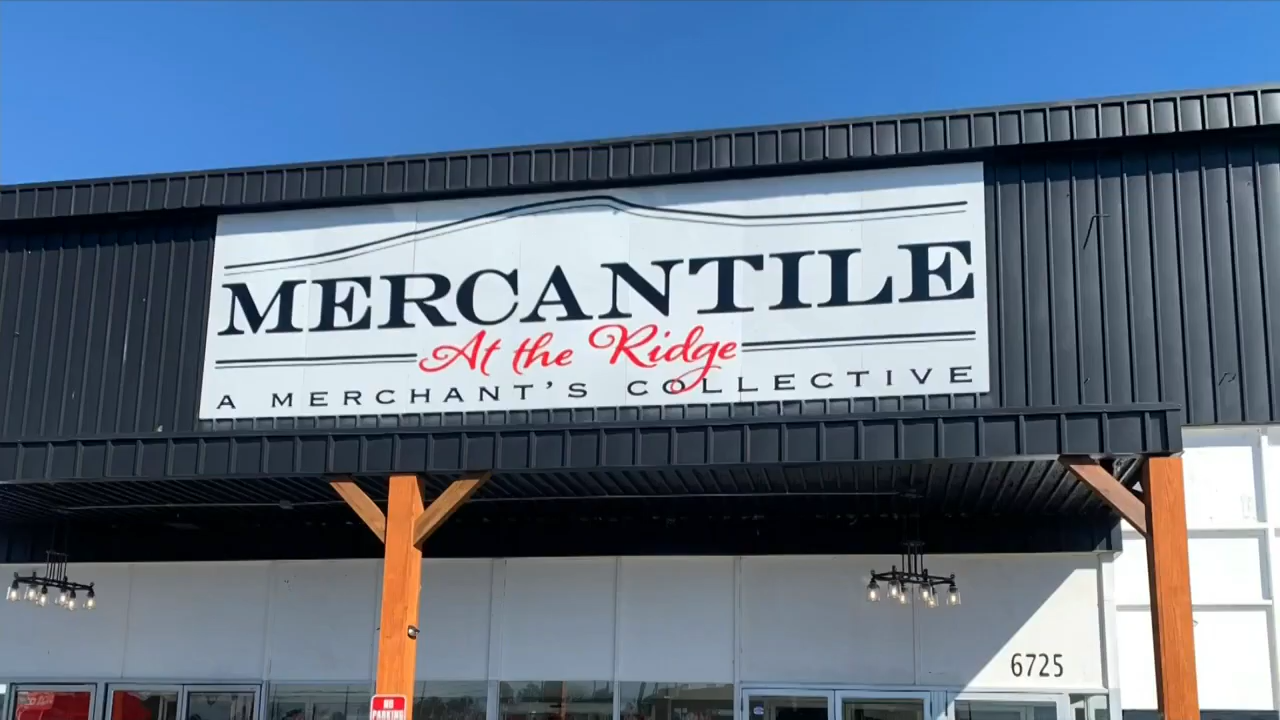 MERCANTILE
At the Ridge
A MERCHANT'S COLLECTIVE
6725
NO
PARKING